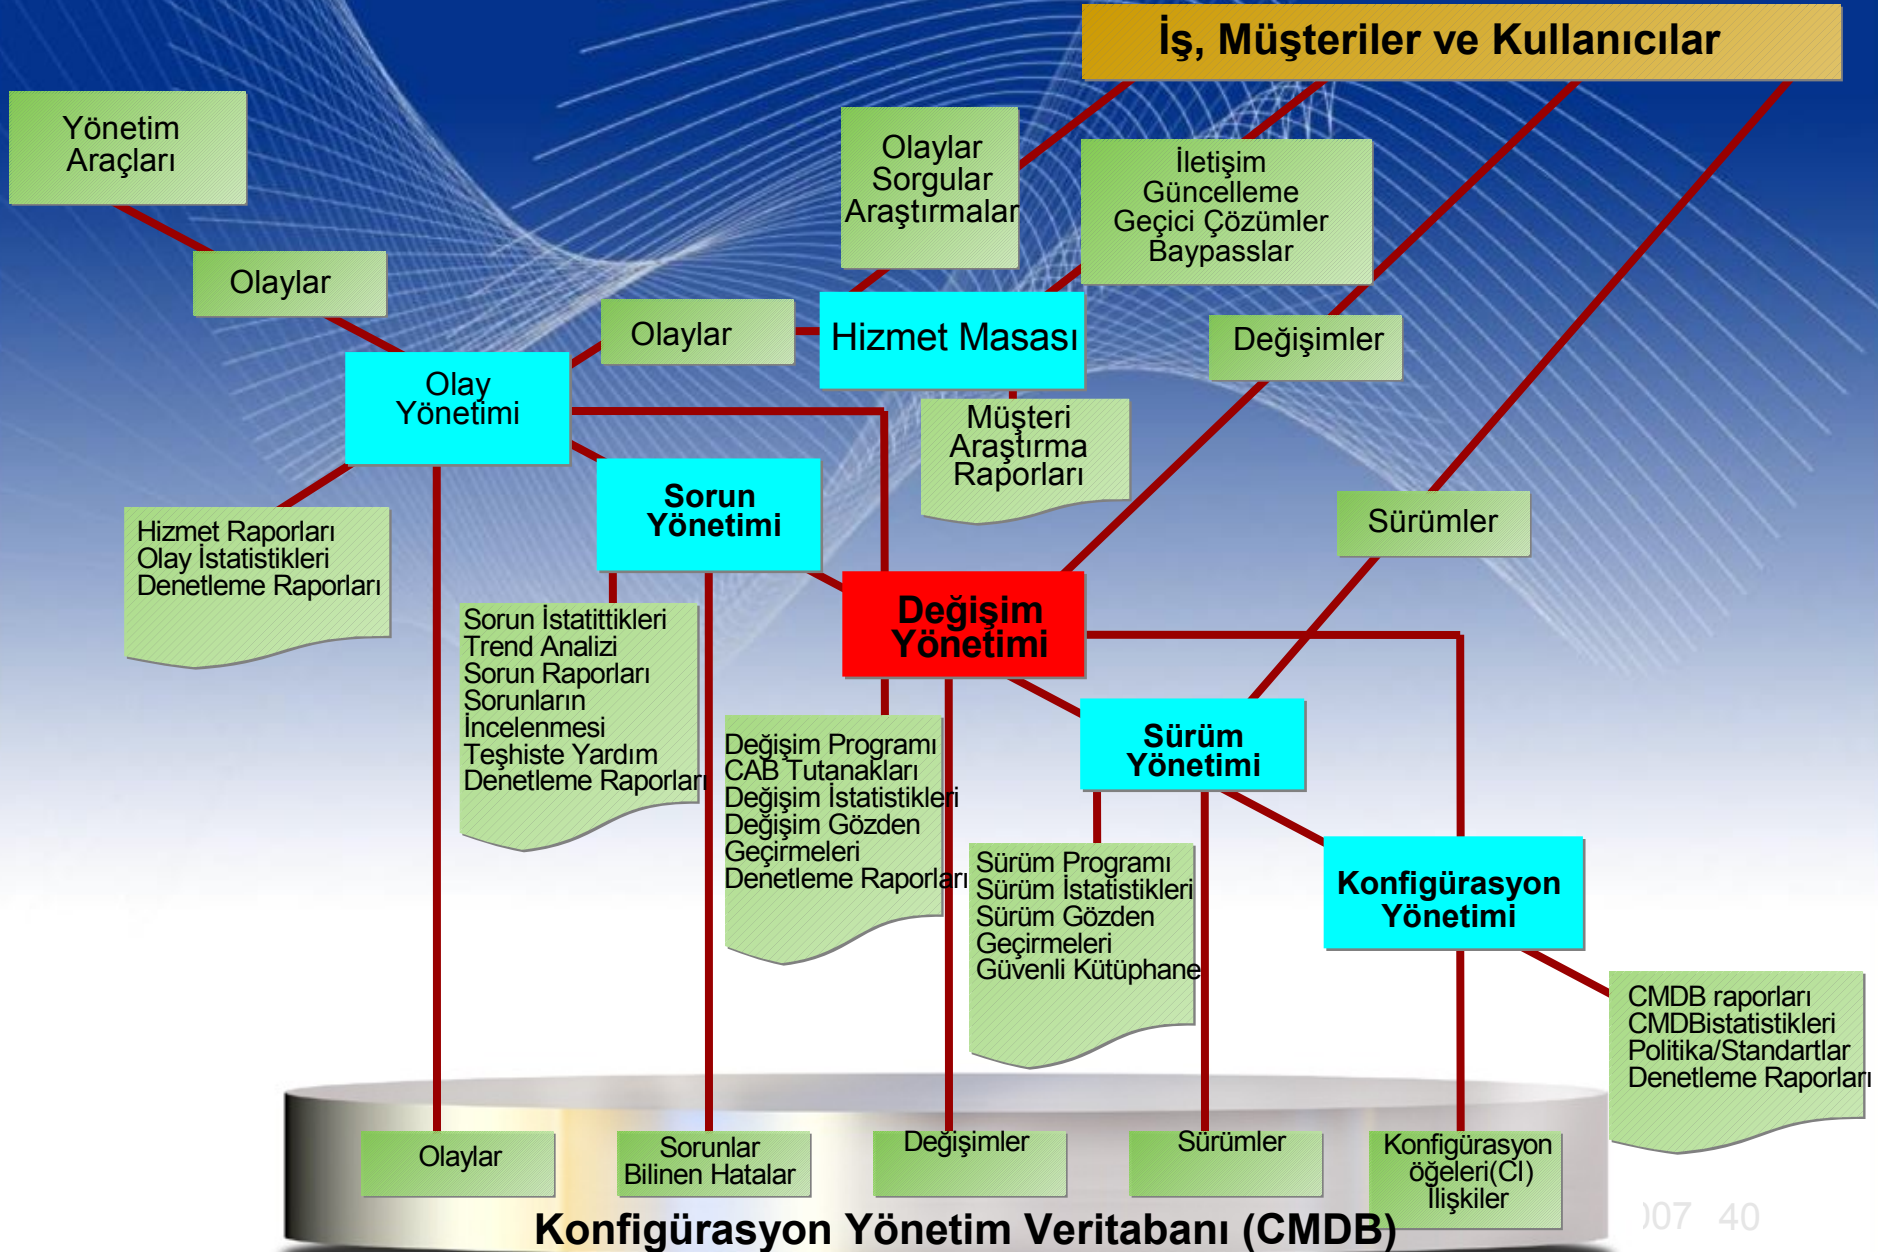 İş, Müşteriler ve Kullanıcılar
Yönetim
Araçları
Olaylar
Sorgular
Araştırmalar
İletişim
Güncelleme
Geçici Çözümler
Baypasslar
Olaylar
Olaylar
Hizmet Masası
Değişimler
Olay
Yönetimi
Müşteri
Araştırma
Raporları
Sorun
Yönetimi
Sürümler
Hizmet Raporları
Olay İstatistikleri
Denetleme Raporları
Değişim
Yönetimi
Sorun İstatittikleri
Trend Analizi
Sorun Raporları
Sorunların
İncelenmesi
Teşhiste Yardım
Denetleme Raporları
Değişim Programı
CAB Tutanakları
Değişim İstatistikleri
Değişim Gözden
Geçirmeleri
Denetleme Raporları
Sürüm
Yönetimi
Sürüm Programı
Sürüm İstatistikleri
Sürüm Gözden
Geçirmeleri
Güvenli Kütüphane
Konfigürasyon
Yönetimi
CMDB raporları
CMDBistatistikleri
Politika/Standartlar
Denetleme Raporları
Olaylar
Sorunlar
Bilinen Hatalar
Değişimler
Sürümler
Konfigürasyon
öğeleri(CI)
İlişkiler
Konfigürasyon Yönetim Veritabanı (CMDB)
007 40